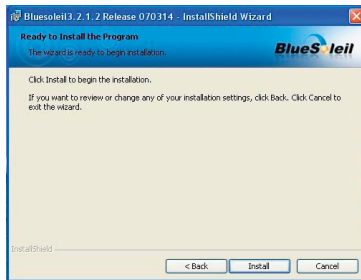 Bluesoleil3.2.1.2 Release 070314 - InstallShield Wizard
Ready to Install the Program
The wizard is ready to begin installation.
BlueSoleil
Click Install to begin the installation.
If you want to review or change any of your installation settings, click Back. Click Cancel to
exit the wizard.
InstallShield
< Back Install Cancel